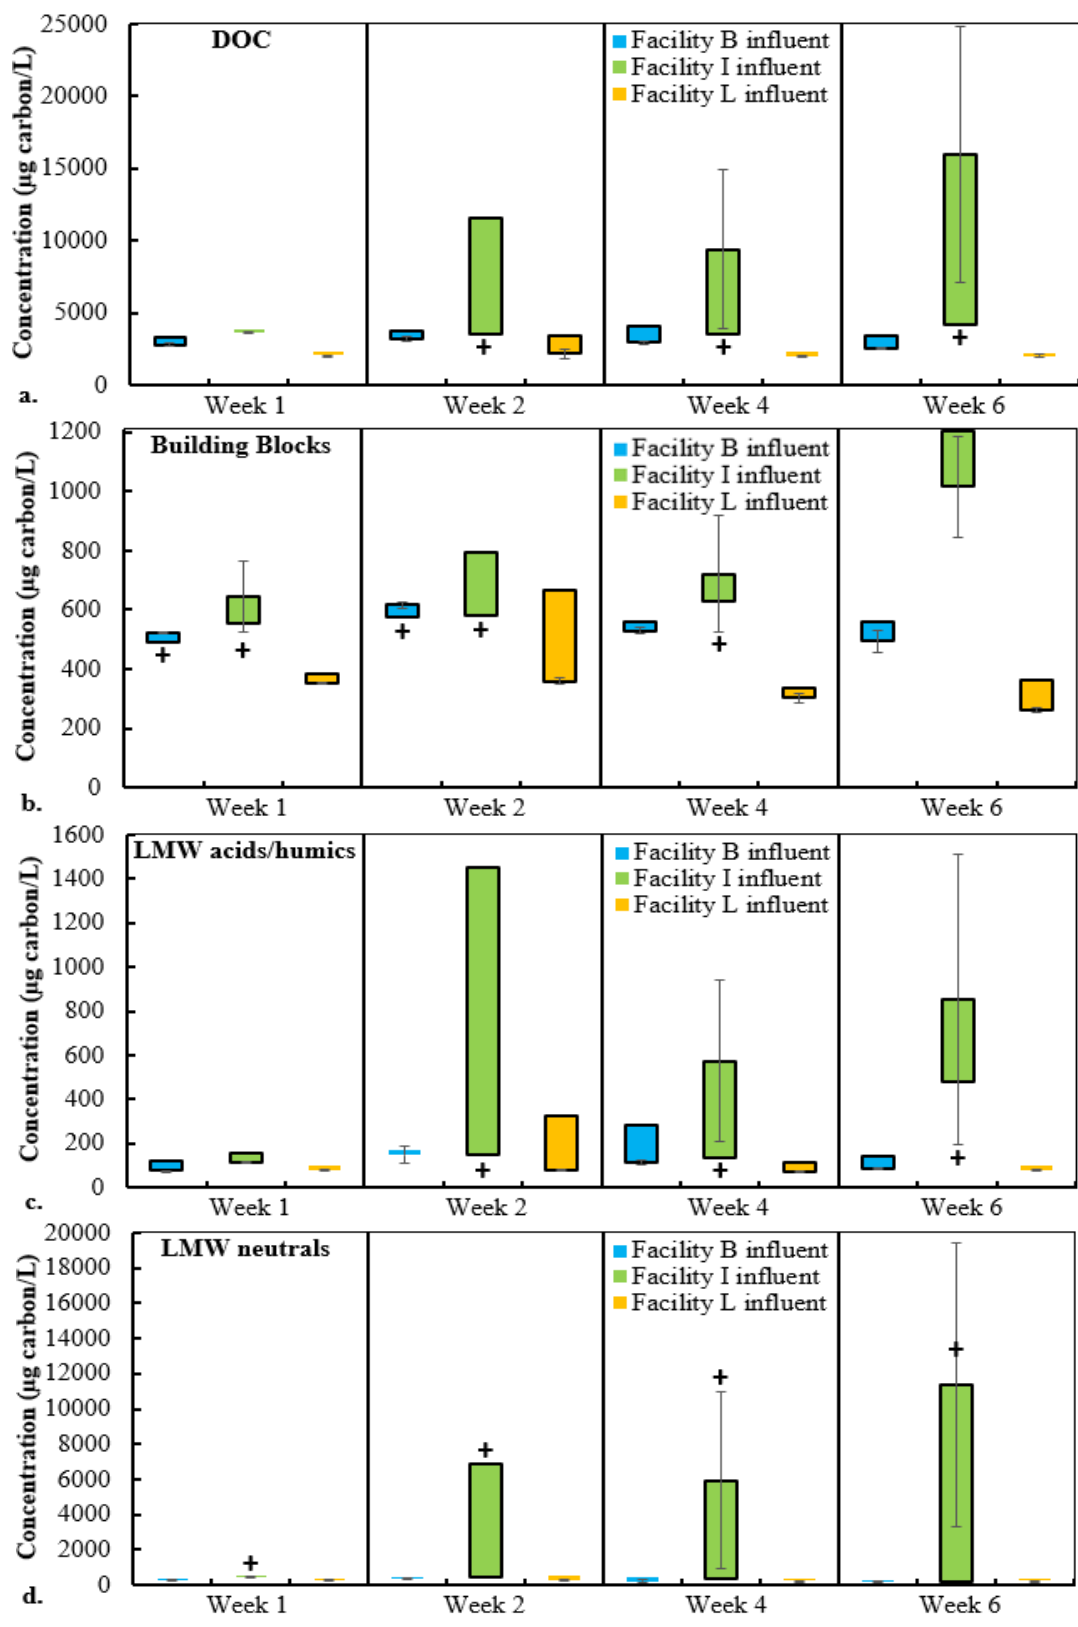 Concentration (µg carbon/L)
25000
20000
15000
10000
5000
0
DOC
Facility B influent
Facility I influent
Facility L influent
Week 1
Week 2
Week 4
Week 6
a.
Concentration (µg carbon/L)
1200
1000
800
600
400
200
0
Building Blocks
Facility B influent
Facility I influent
Facility L influent
Week 1
Week 2
Week 4
Week 6
b.
Concentration (µg carbon/L)
1600
1400
1200
1000
800
600
400
200
0
LMW acids/humics
Facility B influent
Facility I influent
Facility L influent
Week 1
Week 2
Week 4
Week 6
c.
Concentration (µg carbon/L)
20000
18000
16000
14000
12000
10000
8000
6000
4000
2000
0
LMW neutrals
Facility B influent
Facility I influent
Facility L influent
Week 1
Week 2
Week 4
Week 6
d.